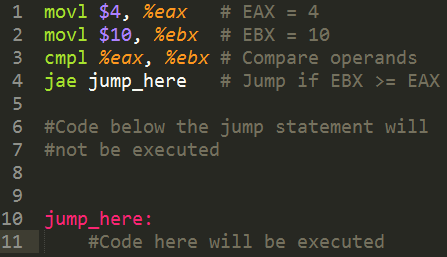 1 movl $4, %eax # EAX = 4
2 movl $10, %ebx # EBX = 10
3 cmpl %eax, %ebx # Compare operands
4 jae jump_here # Jump if EBX >= EAX
5
6 #Code below the jump statement will
7 #not be executed
8
9
10 jump_here:
11 #Code here will be executed